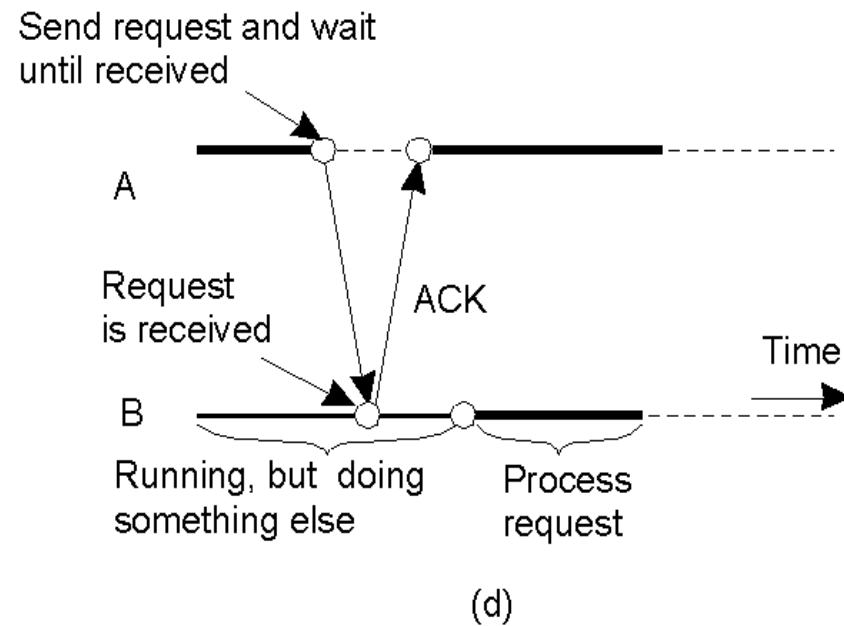 Send request and wait
until received
A
Request
is received
ACK
Time
B
Running, but doing
something else
Process
request
(d)